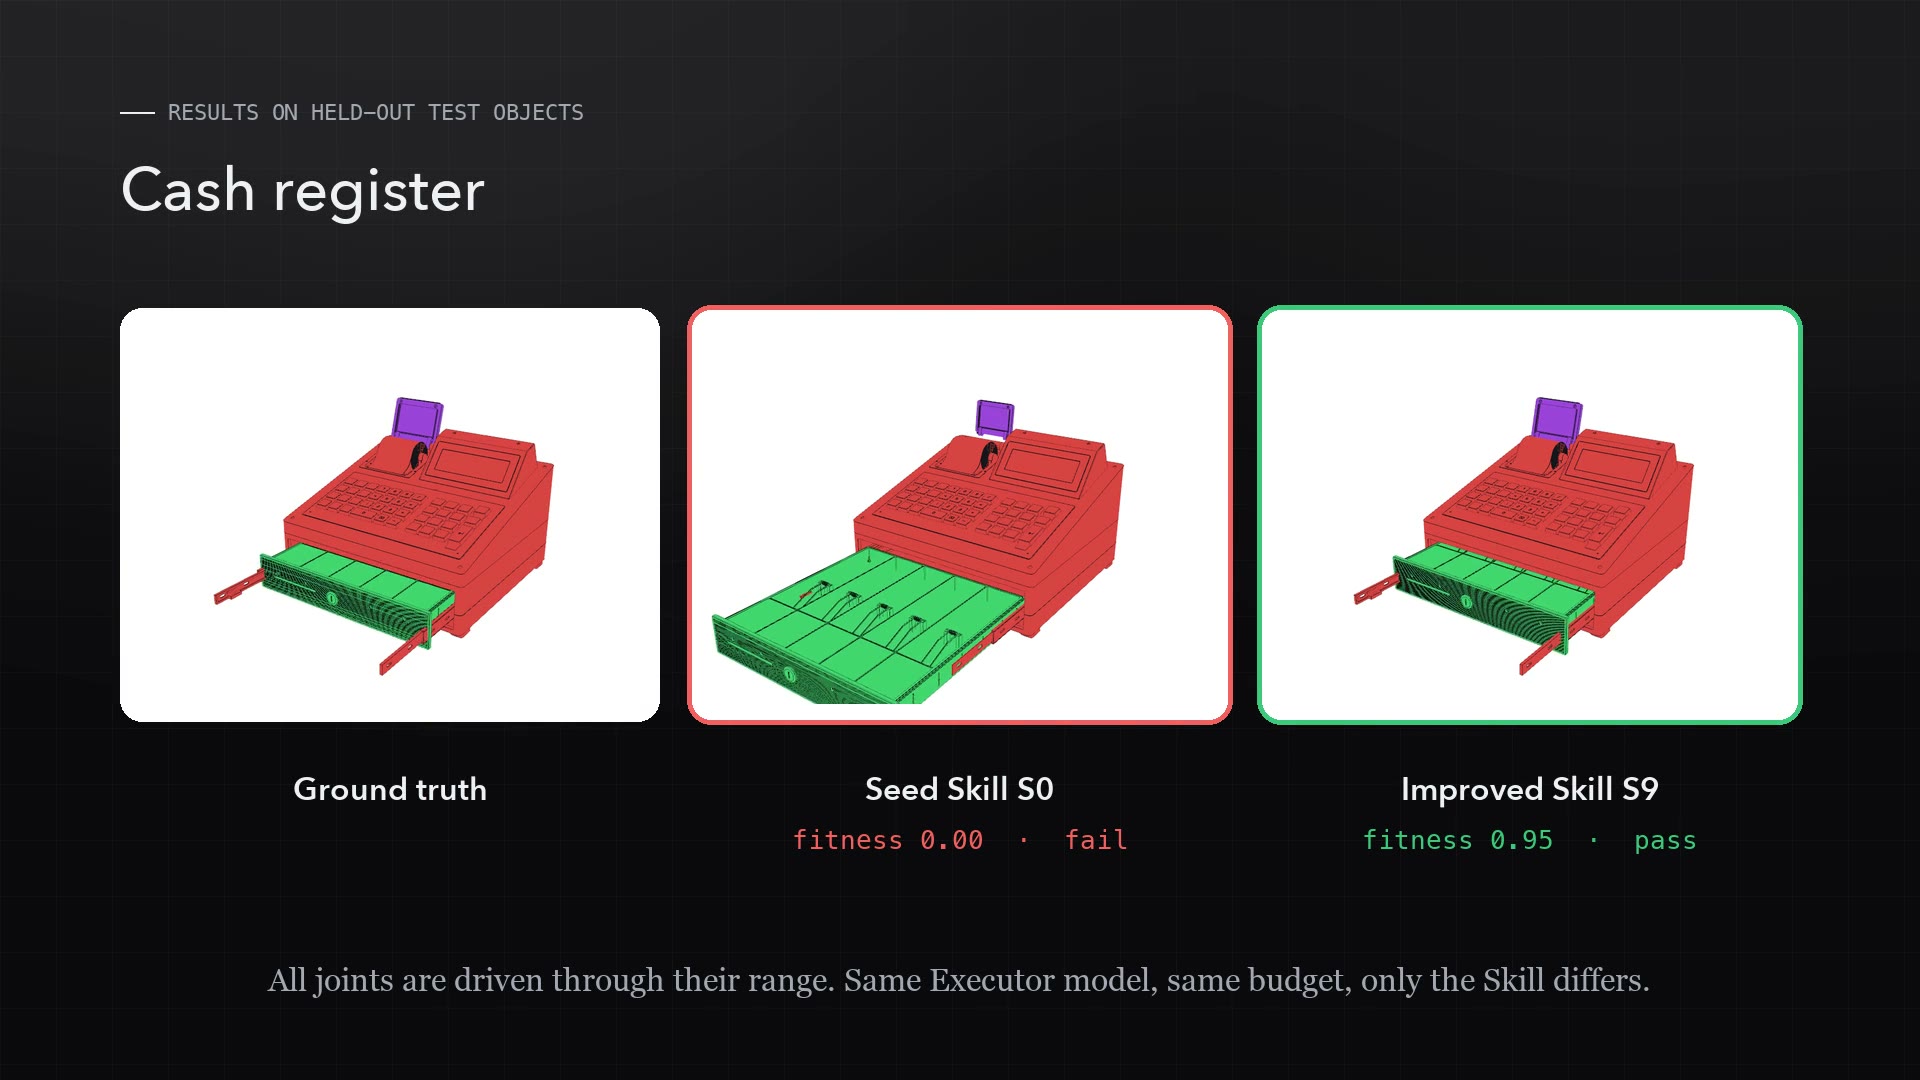 RESULTS ON HELD-OUT TEST OBJECTS
Cash register
Ground truth
Seed Skill S0
fitness 0.00 · fail
Improved Skill S9
fitness 0.95 · pass
All joints are driven through their range. Same Executor model, same budget, only the Skill differs.